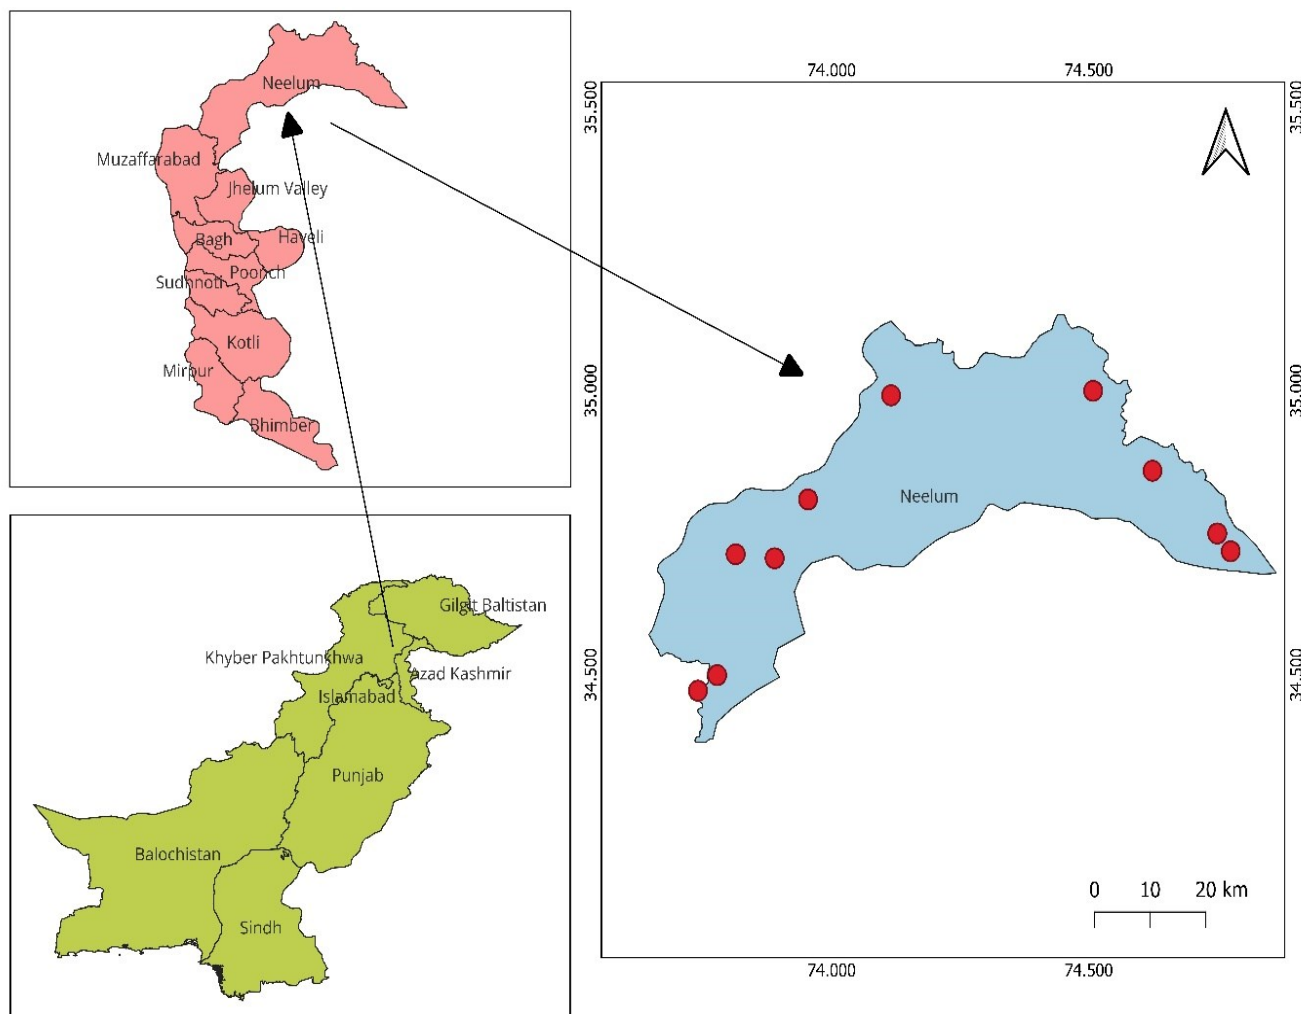 Neelum
Muzaffarabad
Jhelum Valley
Bagh
Haveli
Poonch
Sudhnoti
Kotli
Mirpur
Bhimber
Gilgit Baltistan
Khyber Pakhtunkhwa
Azad Kashmir
Islamabad
Punjab
Balochistan
Sindh
74.000 74.500
35.500 35.500
35.000 35.000
Neelum
34.500 34.500
0 10 20 km
74.000 74.500